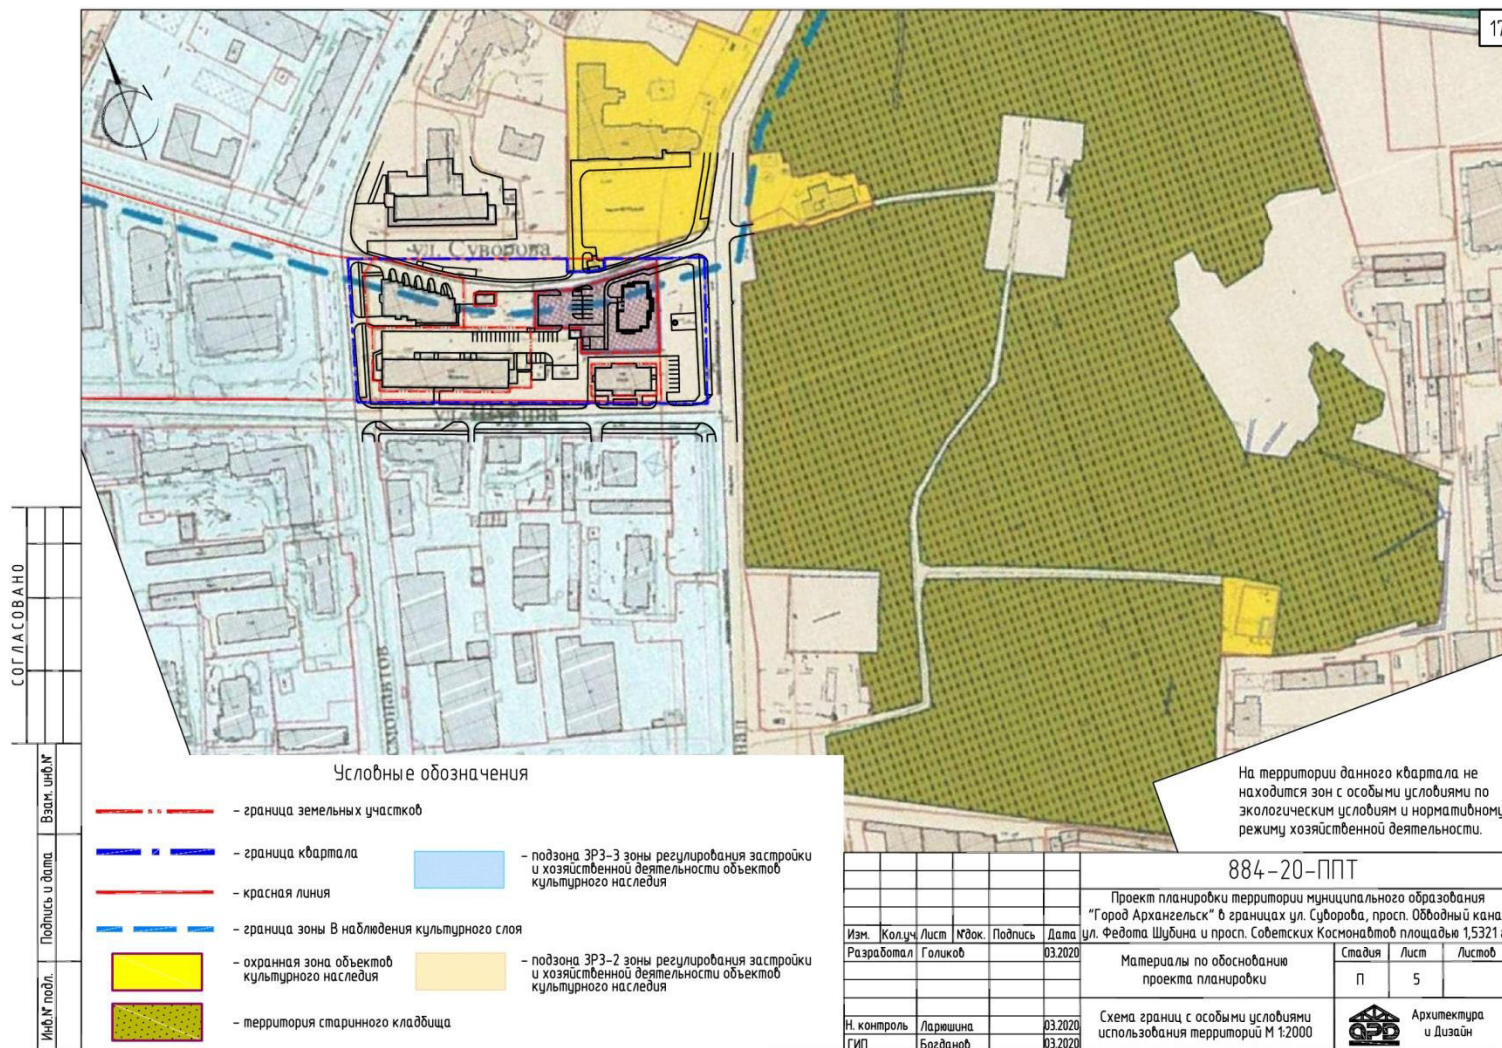 17
ул. Суворова
На территории данного квартала не
находится зон с особыми условиями по
экологическим условиям и нормативному
режиму хозяйственной деятельности.
СОГЛАСОВАНО
Взам. инв.№
Подпись и дата
Инв.№ подл.
Условные обозначения
– граница земельных участков
– граница квартала
– красная линия
– граница зоны В наблюдения культурного слоя
– охранная зона объектов
культурного наследия
– территория старинного кладбища
– подзона ЗРЗ-3 зоны регулирования застройки
и хозяйственной деятельности объектов
культурного наследия
– подзона ЗРЗ-2 зоны регулирования застройки
и хозяйственной деятельности объектов
культурного наследия
884-20-ППТ
Проект планировки территории муниципального образования
"Город Архангельск" в границах ул. Суворова, просп. Обводный кана
ул. Федота Шубина и просп. Советских Космонавтов площадью 1,5321 г
Изм. Кол.уч Лист №док. Подпись Дата
Разработал Голиков 03.2020
Материалы по обоснованию
проекта планировки
Стадия Лист Листов
П 5
Н. контроль Ларюшина 03.2020
ГИП Богданов 03.2020
Схема границ с особыми условиями
использования территорий М 1:2000
Архитектура
и Дизайн